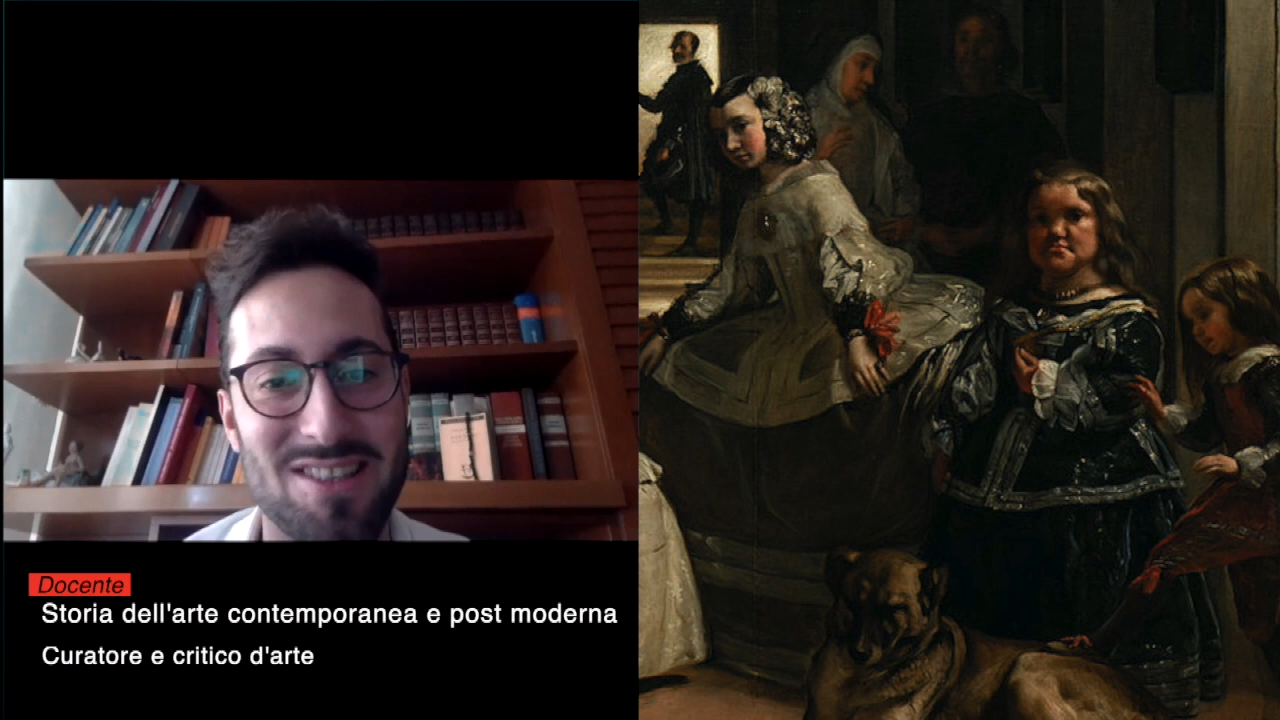 Docente
Storia dell'arte contemporanea e post moderna
Curatore e critico d'arte